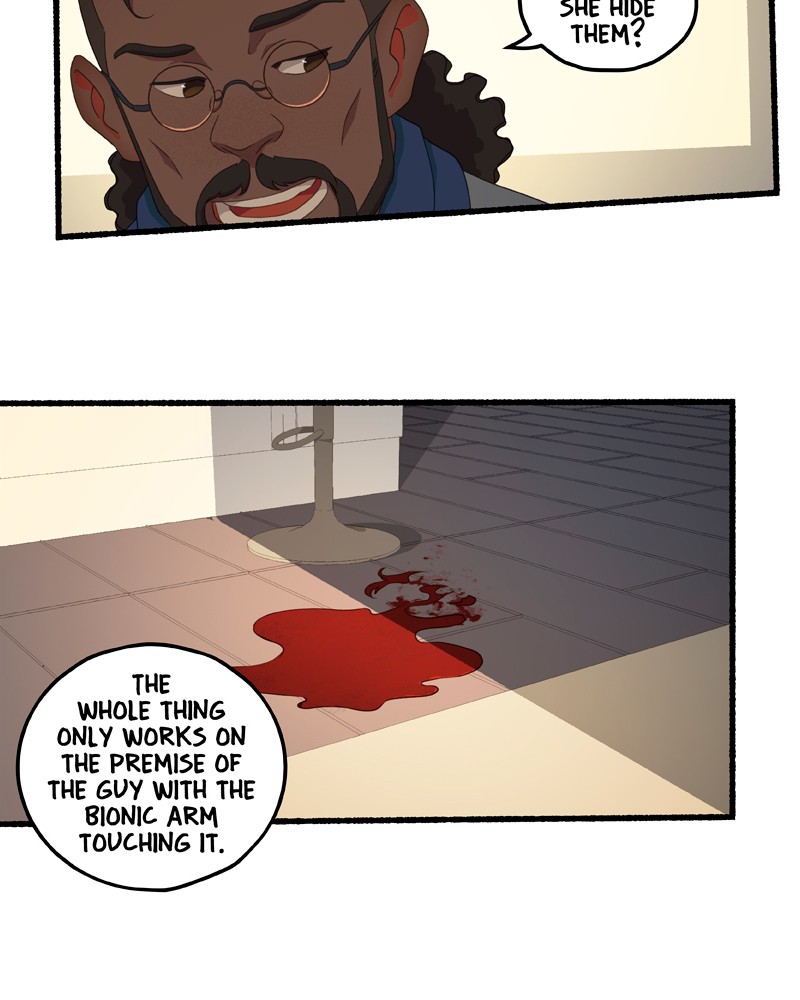 SHE HIDE
THEM?
THE
WHOLE THING
ONLY WORKS ON
THE PREMISE OF
THE GUY WITH THE
BIONIC ARM
TOUCHING IT.